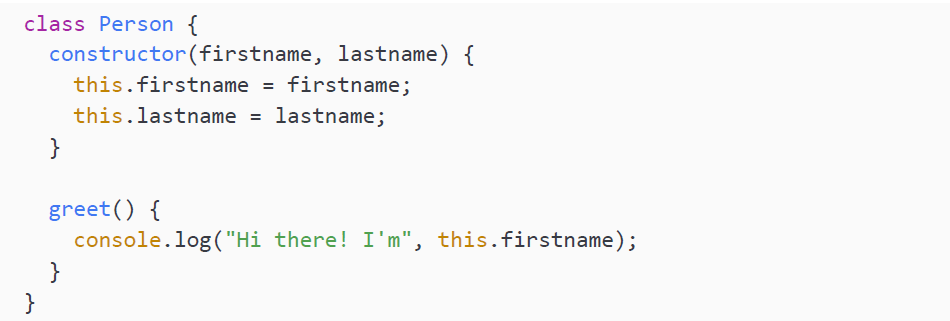 class Person {
  constructor(firstname, lastname) {
    this.firstname = firstname;
    this.lastname = lastname;
  }

  greet() {
    console.log("Hi there! I'm", this.firstname);
  }
}